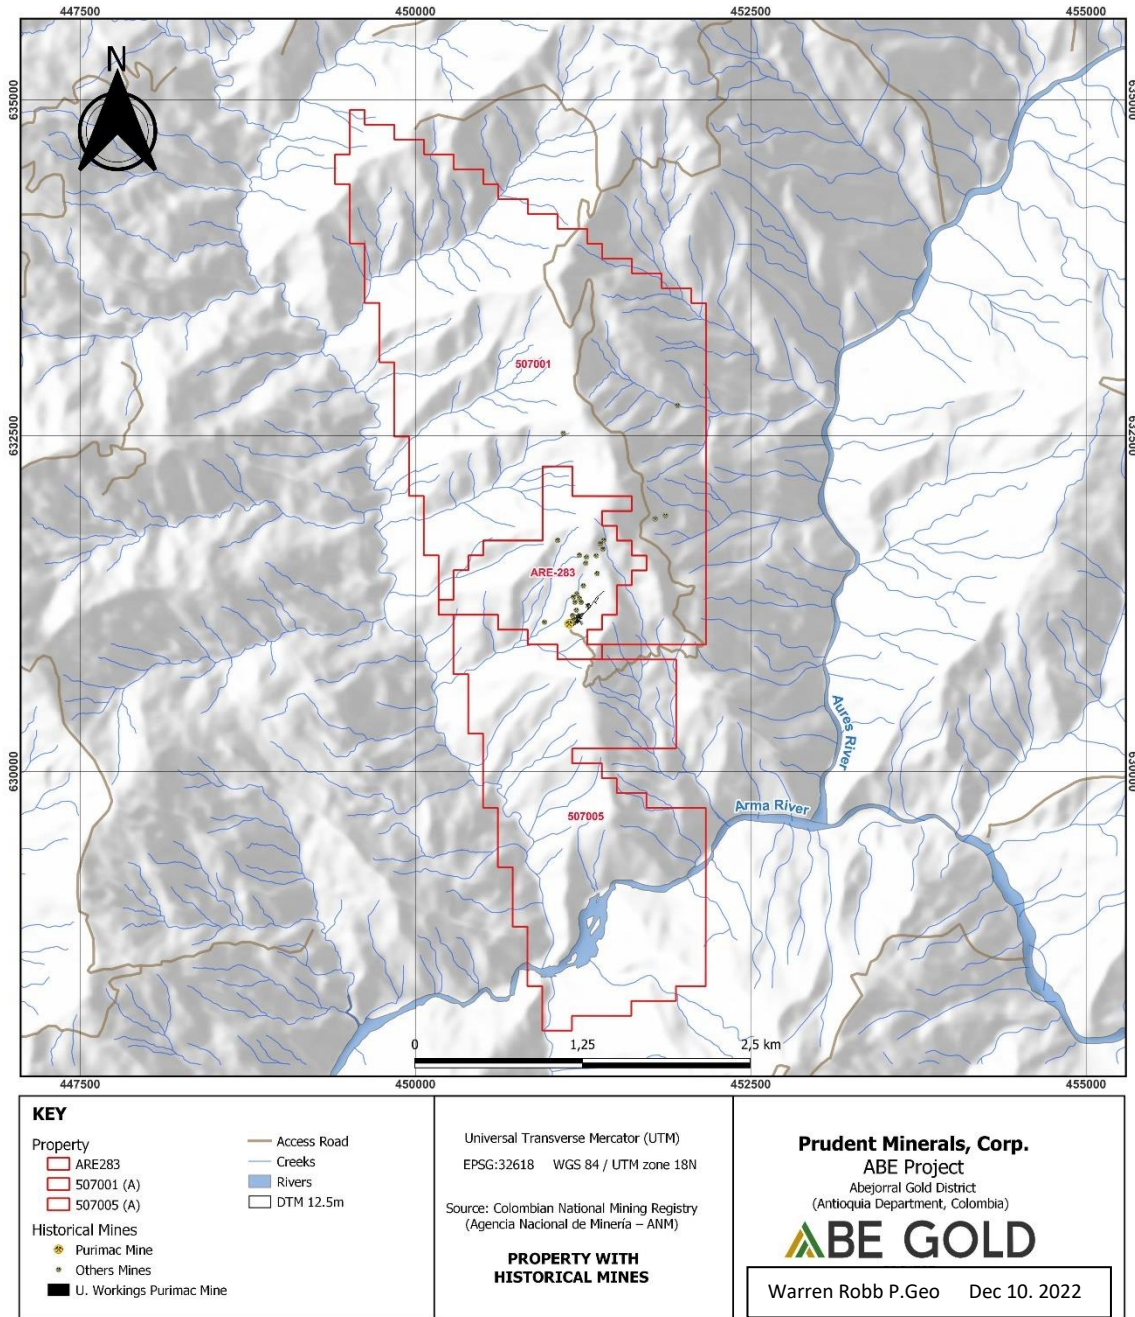 447500 450000 452500 455000
N
635000 635000
507001
632500 632500
ARE-283
Aures River
630000 630000
Arma River
507005
0 1,25 2,5 km
447500 450000 452500 455000
KEY
Property
ARE283
507001 (A)
507005 (A)
Historical Mines
Purimac Mine
Others Mines
U. Workings Purimac Mine
Access Road
Creeks
Rivers
DTM 12.5m
Universal Transverse Mercator (UTM)
EPSG:32618 WGS 84 / UTM zone 18N
Source: Colombian National Mining Registry
(Agencia Nacional de Minería – ANM)
PROPERTY WITH
HISTORICAL MINES
Prudent Minerals, Corp.
ABE Project
Abejorral Gold District
(Antioquia Department, Colombia)
ABE GOLD
Warren Robb P.Geo Dec 10. 2022